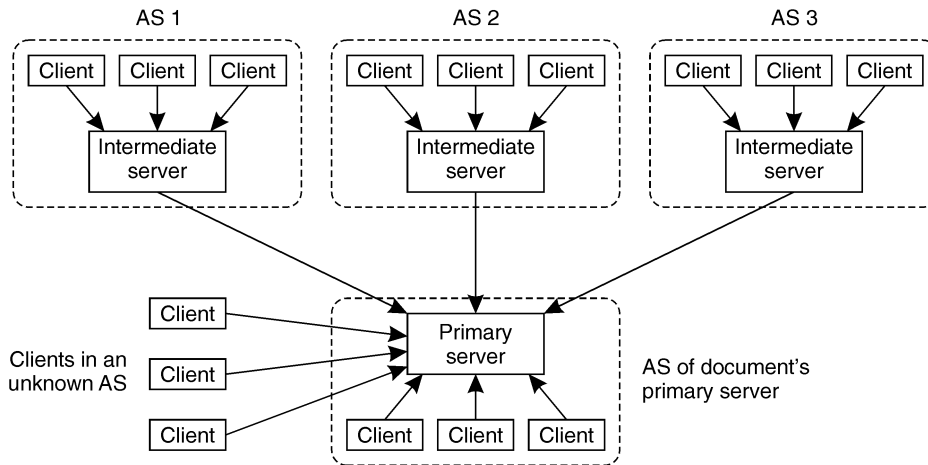 AS 1
AS 2
AS 3
Client
Client
Client
Client
Client
Client
Client
Client
Client
Intermediate
server
Intermediate
server
Intermediate
server
Client
Clients in an
unknown AS
Client
Client
Primary
server
AS of document's
primary server
Client
Client
Client